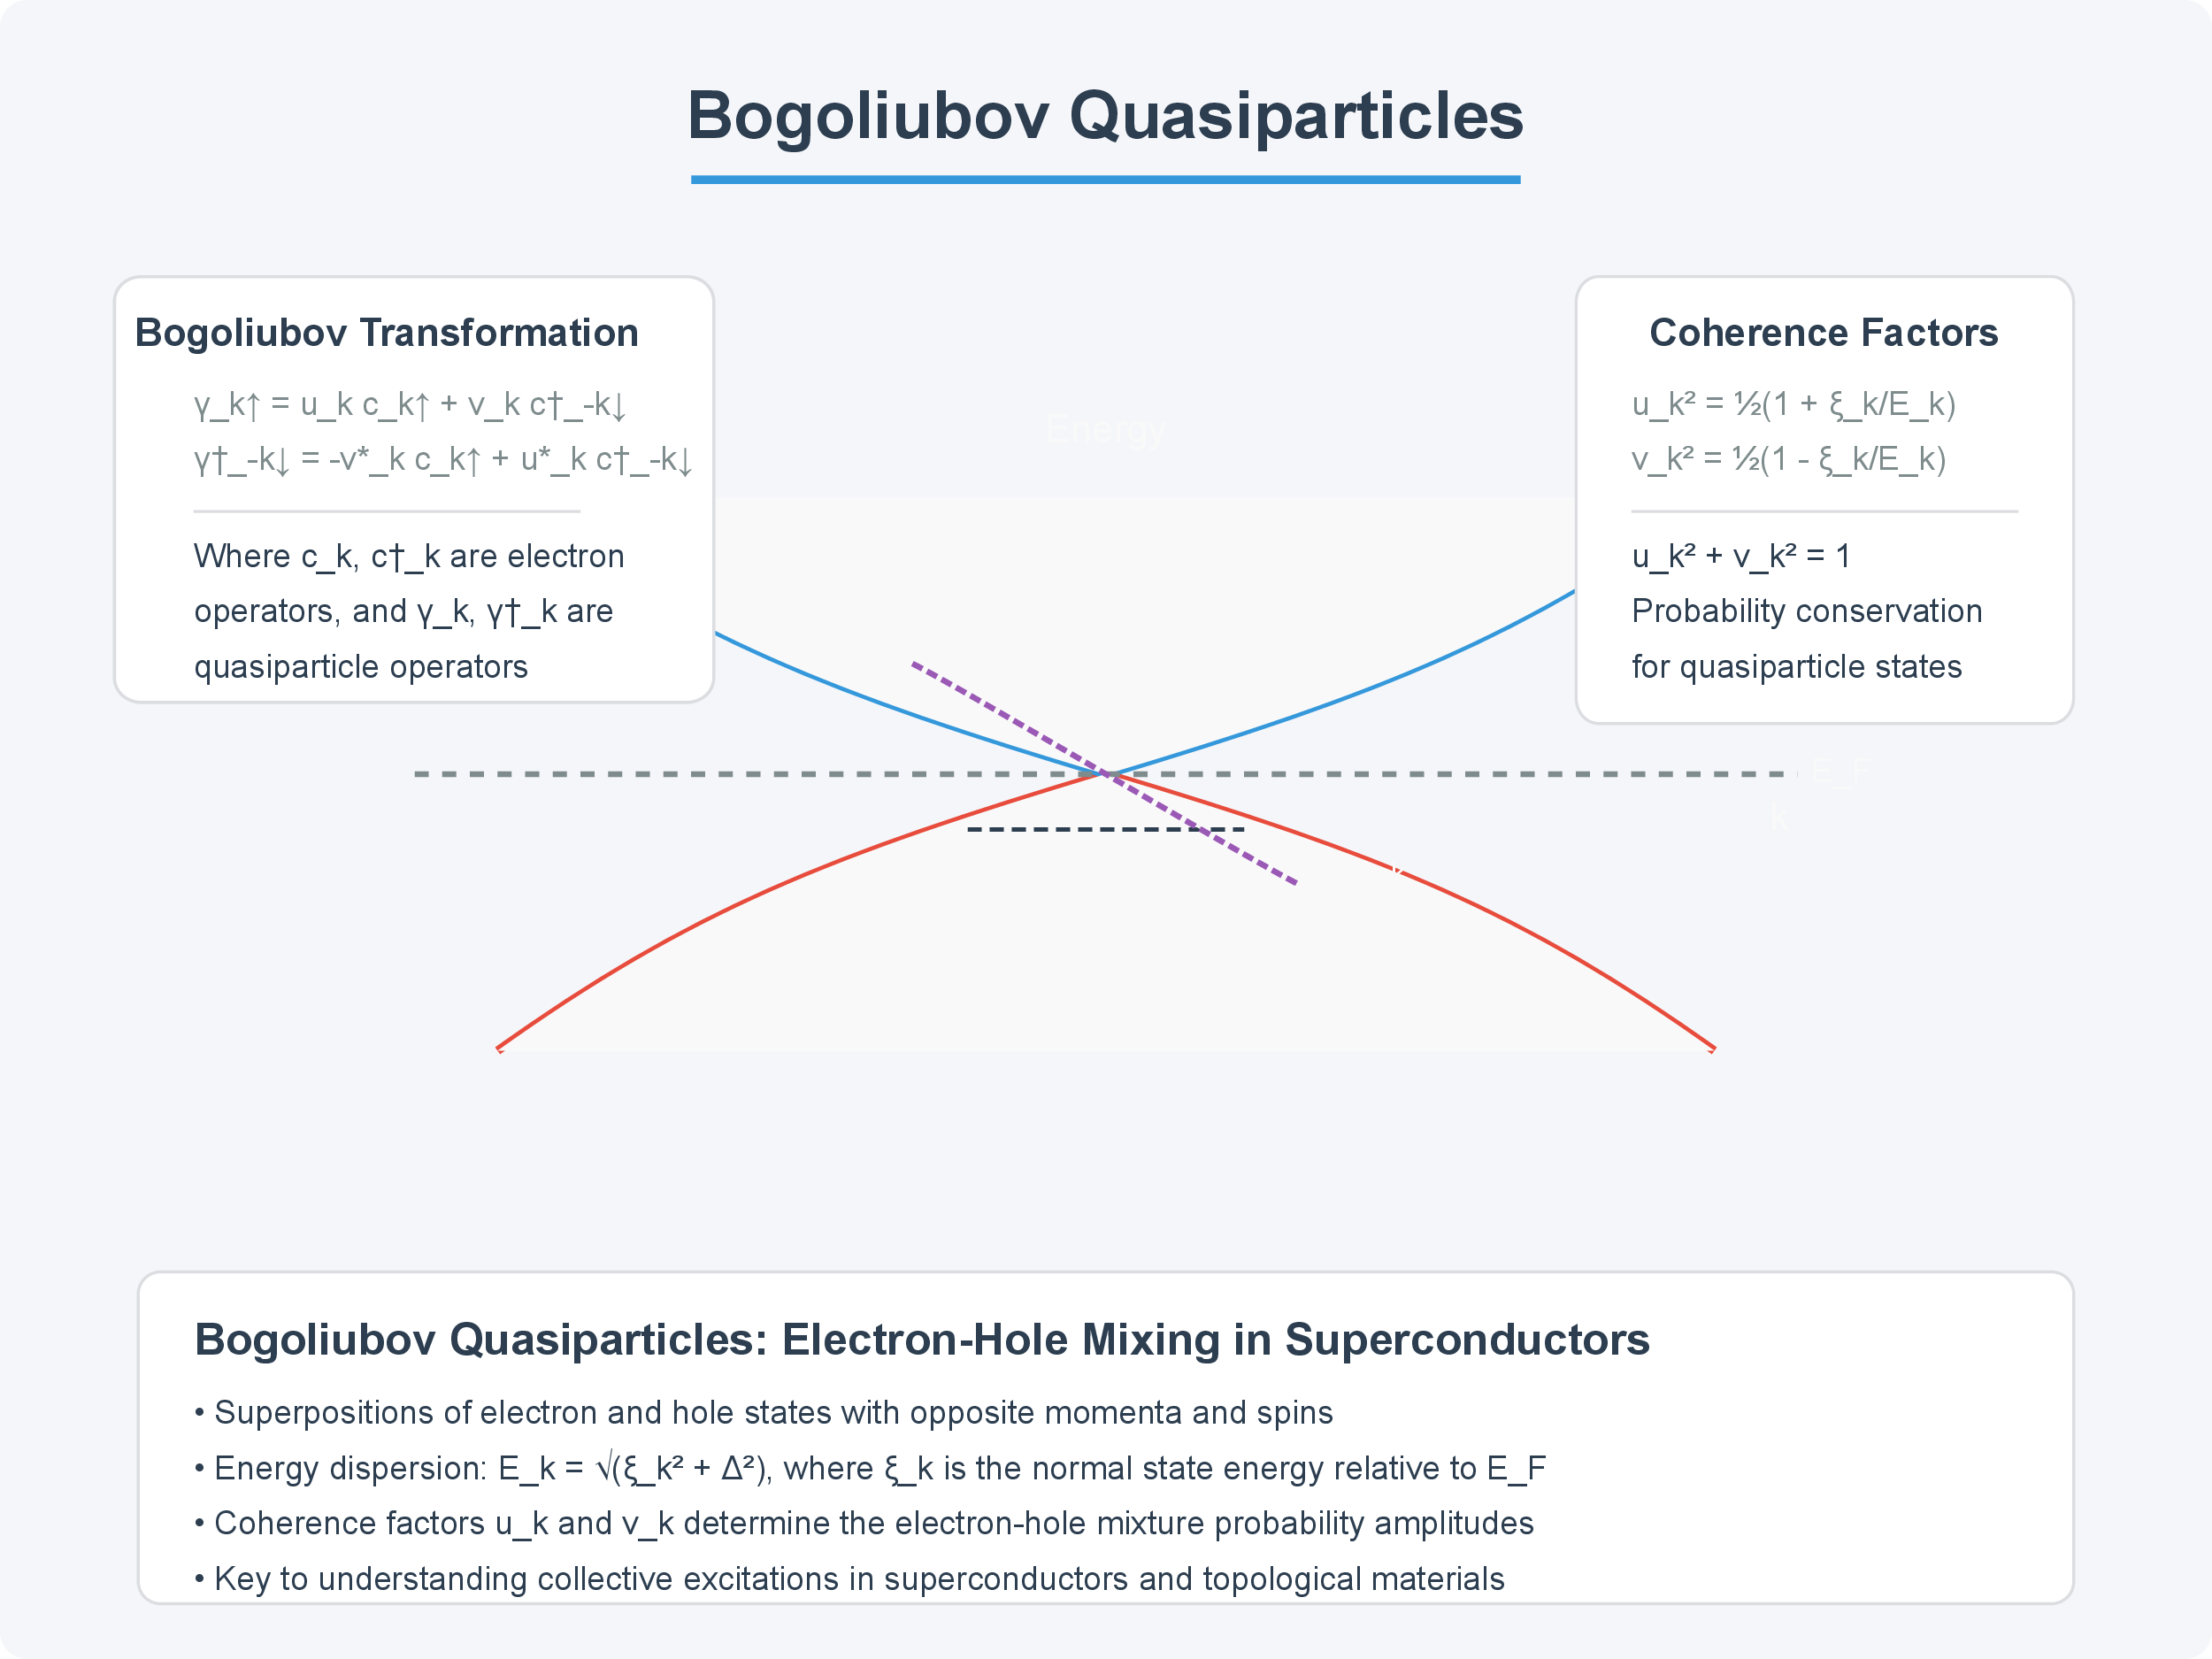 Bogoliubov Quasiparticles
Bogoliubov Transformation
γ_k↑ = u_k c_k↑ + v_k c†_-k↓
γ†_-k↓ = -v*_k c_k↑ + u*_k c†_-k↓
Where c_k, c†_k are electron
operators, and γ_k, γ†_k are
quasiparticle operators
Coherence Factors
u_k² = ½(1 + ξ_k/E_k)
v_k² = ½(1 - ξ_k/E_k)
u_k² + v_k² = 1
Probability conservation
for quasiparticle states
Energy
k
Bogoliubov Quasiparticles: Electron-Hole Mixing in Superconductors
• Superpositions of electron and hole states with opposite momenta and spins
• Energy dispersion: E_k = √(ξ_k² + Δ²), where ξ_k is the normal state energy relative to E_F
• Coherence factors u_k and v_k determine the electron-hole mixture probability amplitudes
• Key to understanding collective excitations in superconductors and topological materials